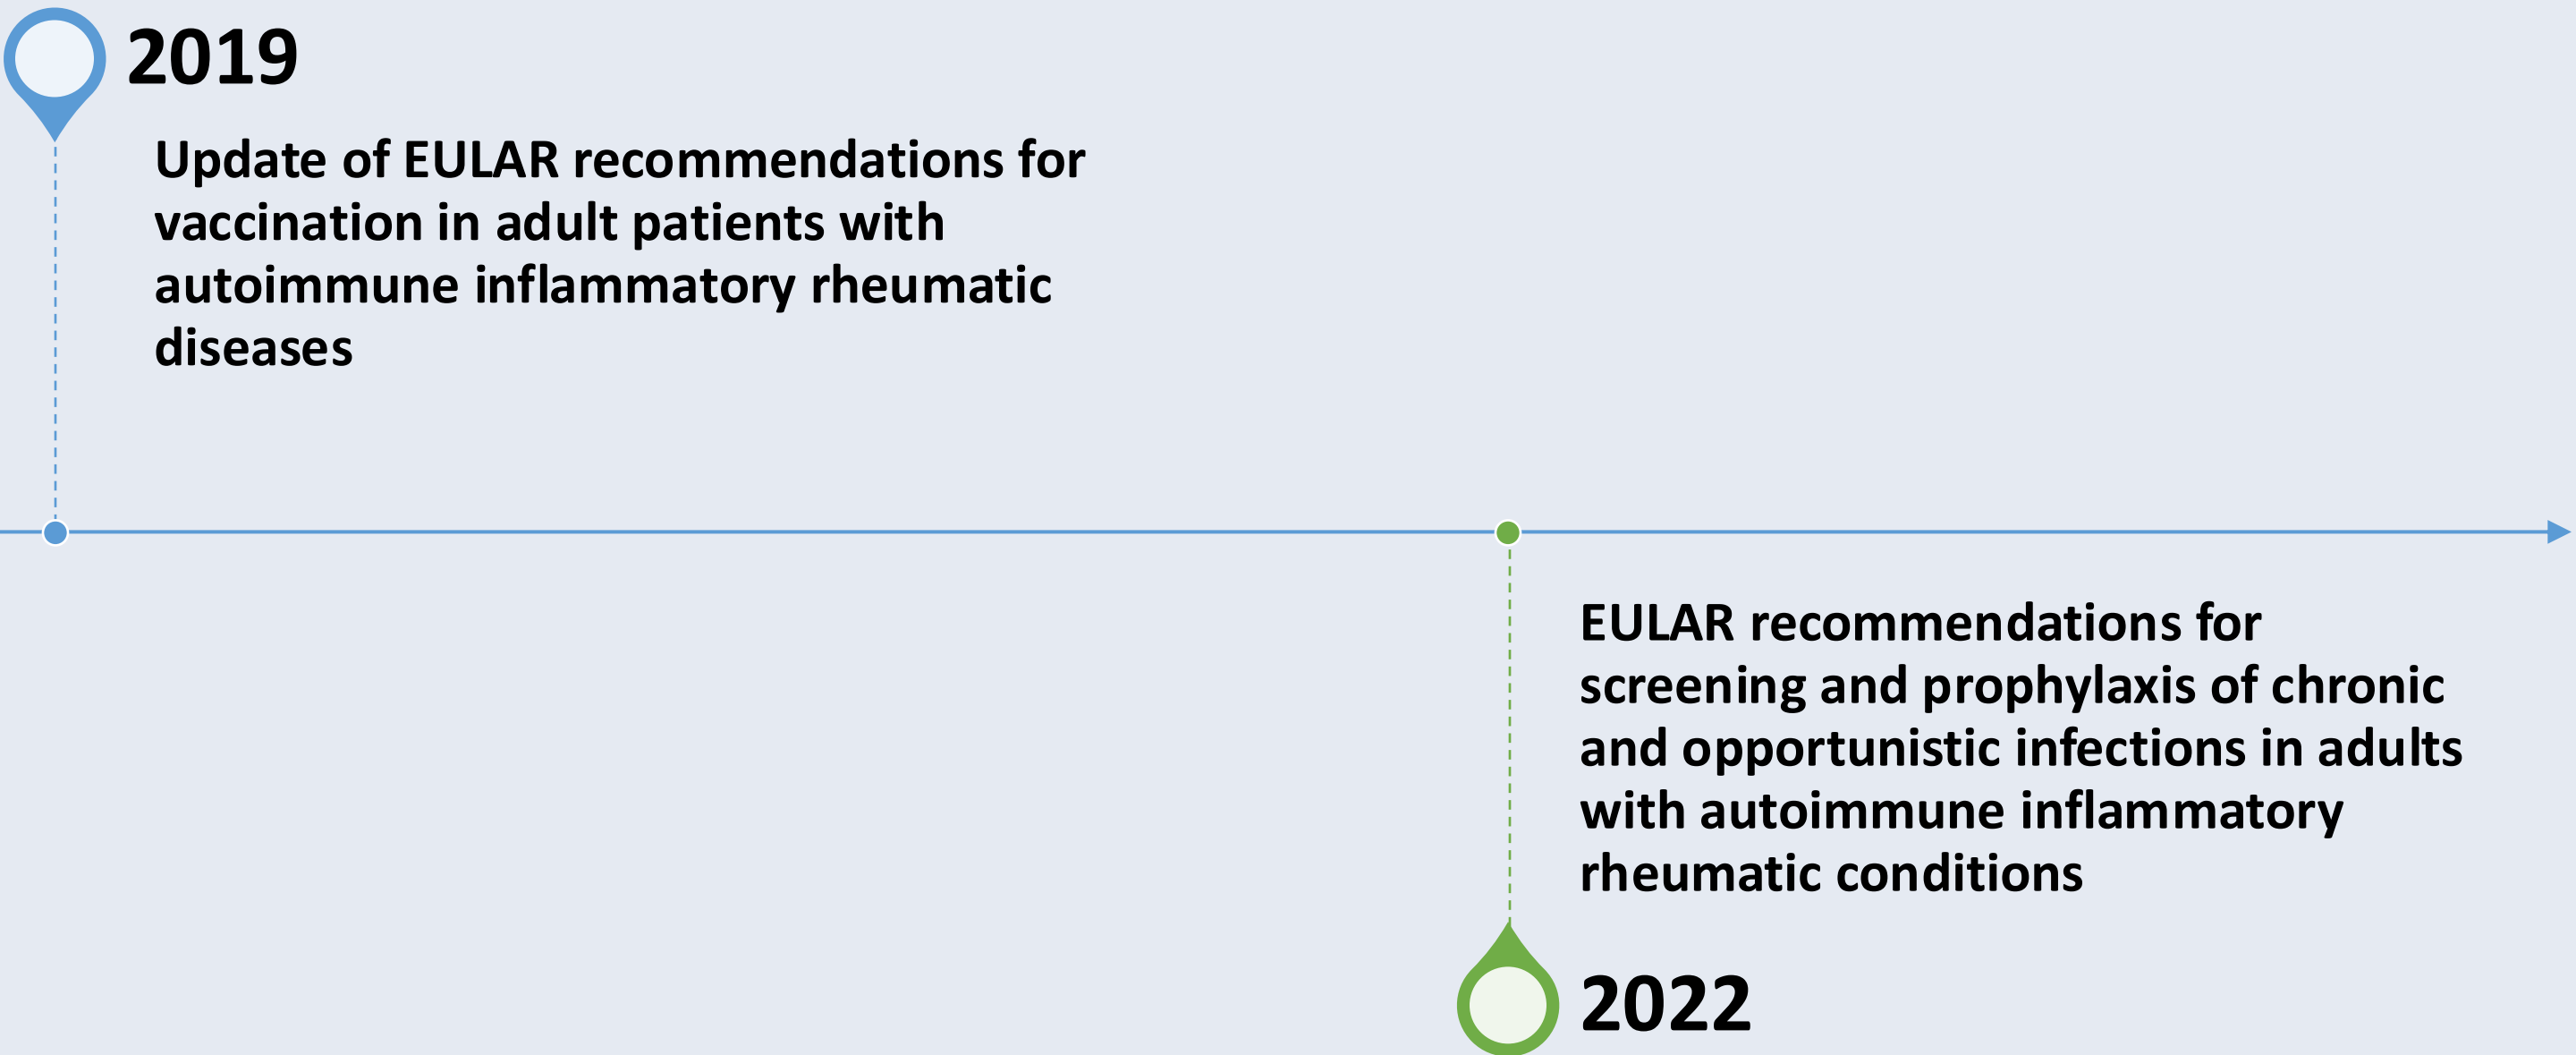 2019
Update of EULAR recommendations for
vaccination in adult patients with
autoimmune inflammatory rheumatic
diseases
EULAR recommendations for
screening and prophylaxis of chronic
and opportunistic infections in adults
with autoimmune inflammatory
rheumatic conditions
2022